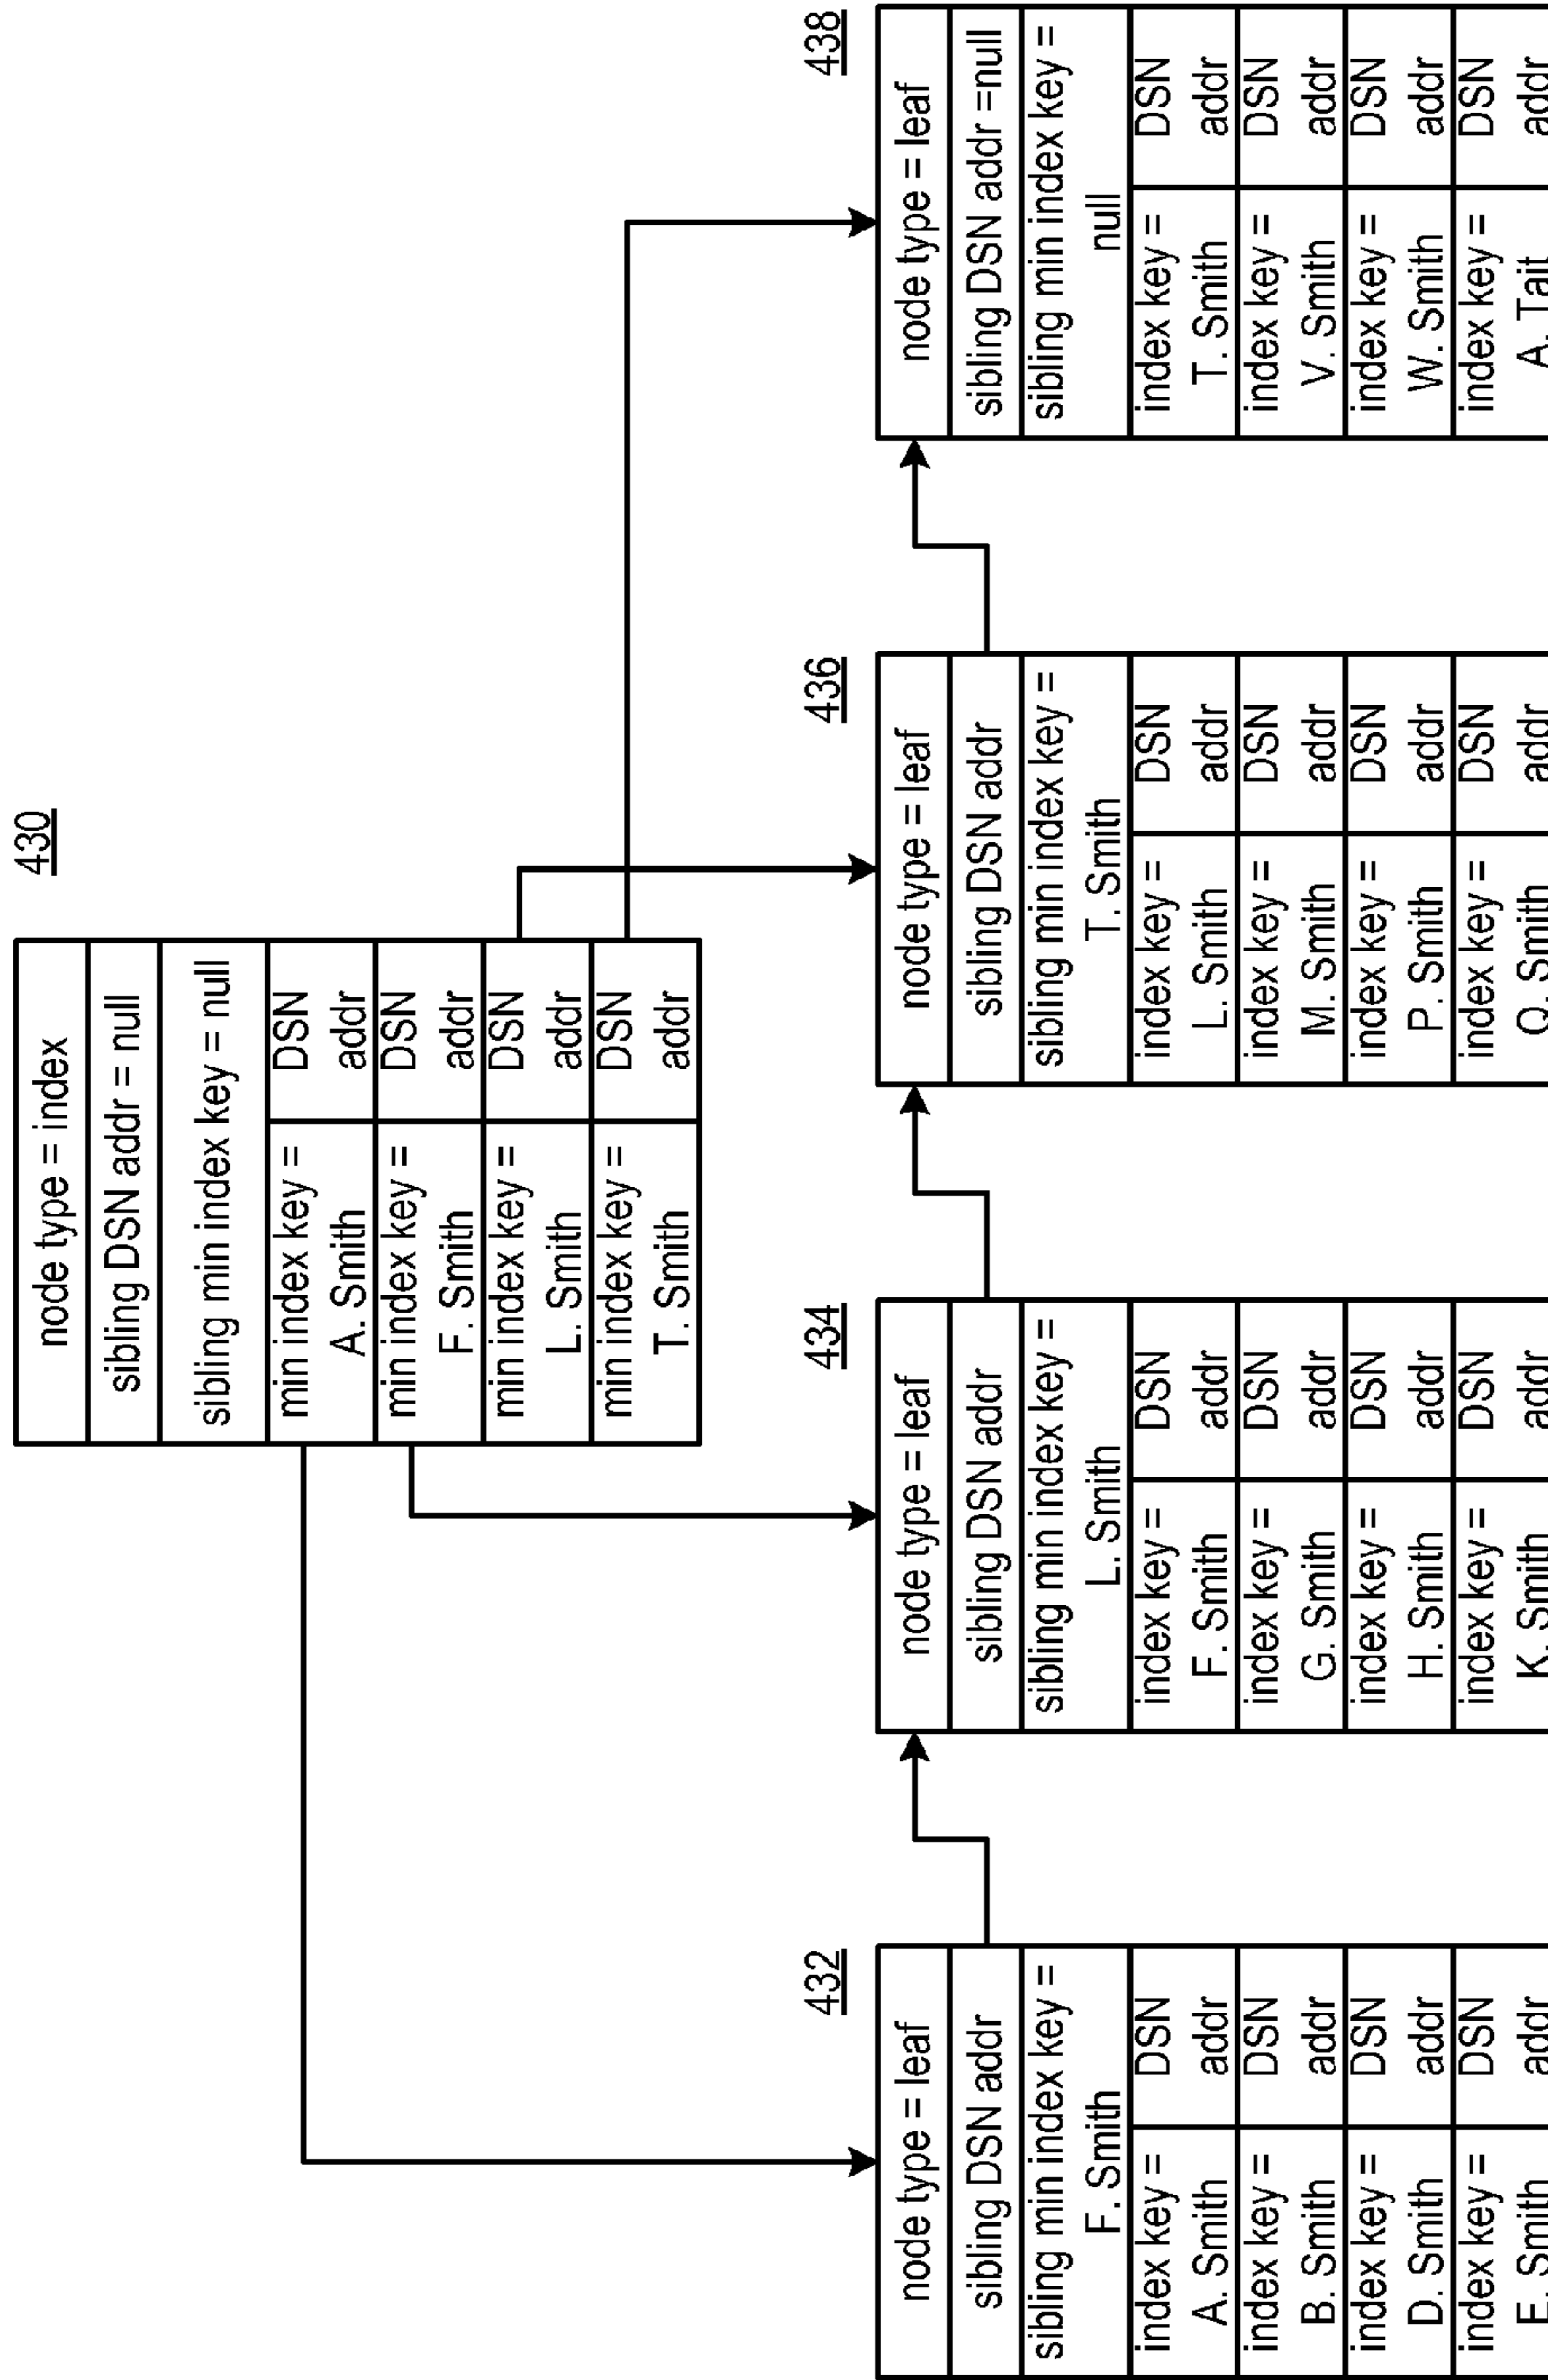 430
node type = index
sibling DSN addr = null
sibling min index key = null
min index key = DSN
A. Smith addr
min index key = DSN
F. Smith addr
min index key = DSN
L. Smith addr
min index key = DSN
T. Smith addr
432
node type = leaf
sibling DSN addr
sibling min index key =
F. Smith
index key = DSN
A. Smith addr
index key = DSN
B. Smith addr
index key = DSN
D. Smith addr
index key = DSN
E. Smith addr
434
node type = leaf
sibling DSN addr
sibling min index key =
L. Smith
index key = DSN
F. Smith addr
index key = DSN
G. Smith addr
index key = DSN
H. Smith addr
index key = DSN
K. Smith addr
436
node type = leaf
sibling DSN addr
sibling min index key =
T. Smith
index key = DSN
L. Smith addr
index key = DSN
M. Smith addr
index key = DSN
P. Smith addr
index key = DSN
Q. Smith addr
438
node type = leaf
sibling DSN addr =null
sibling min index key =
null
index key = DSN
T. Smith addr
index key = DSN
V. Smith addr
index key = DSN
W. Smith addr
index key = DSN
A. Tait addr